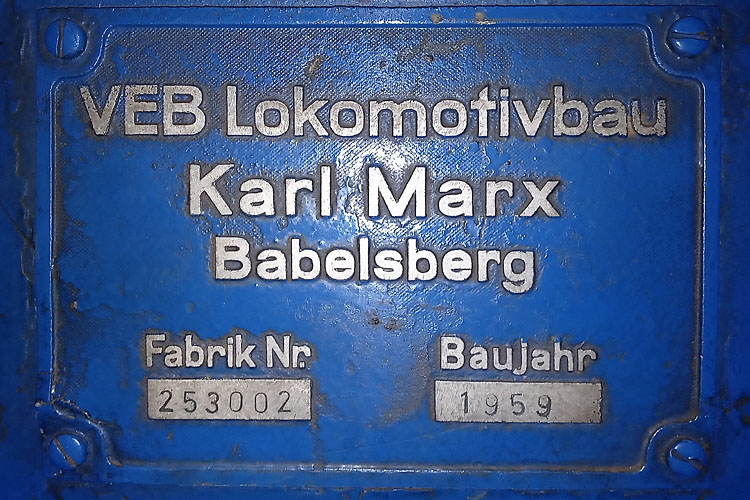 VEB Lokomotivbau
Karl Marx
Babelsberg
Fabrik Nr. Baujahr
253002 1959